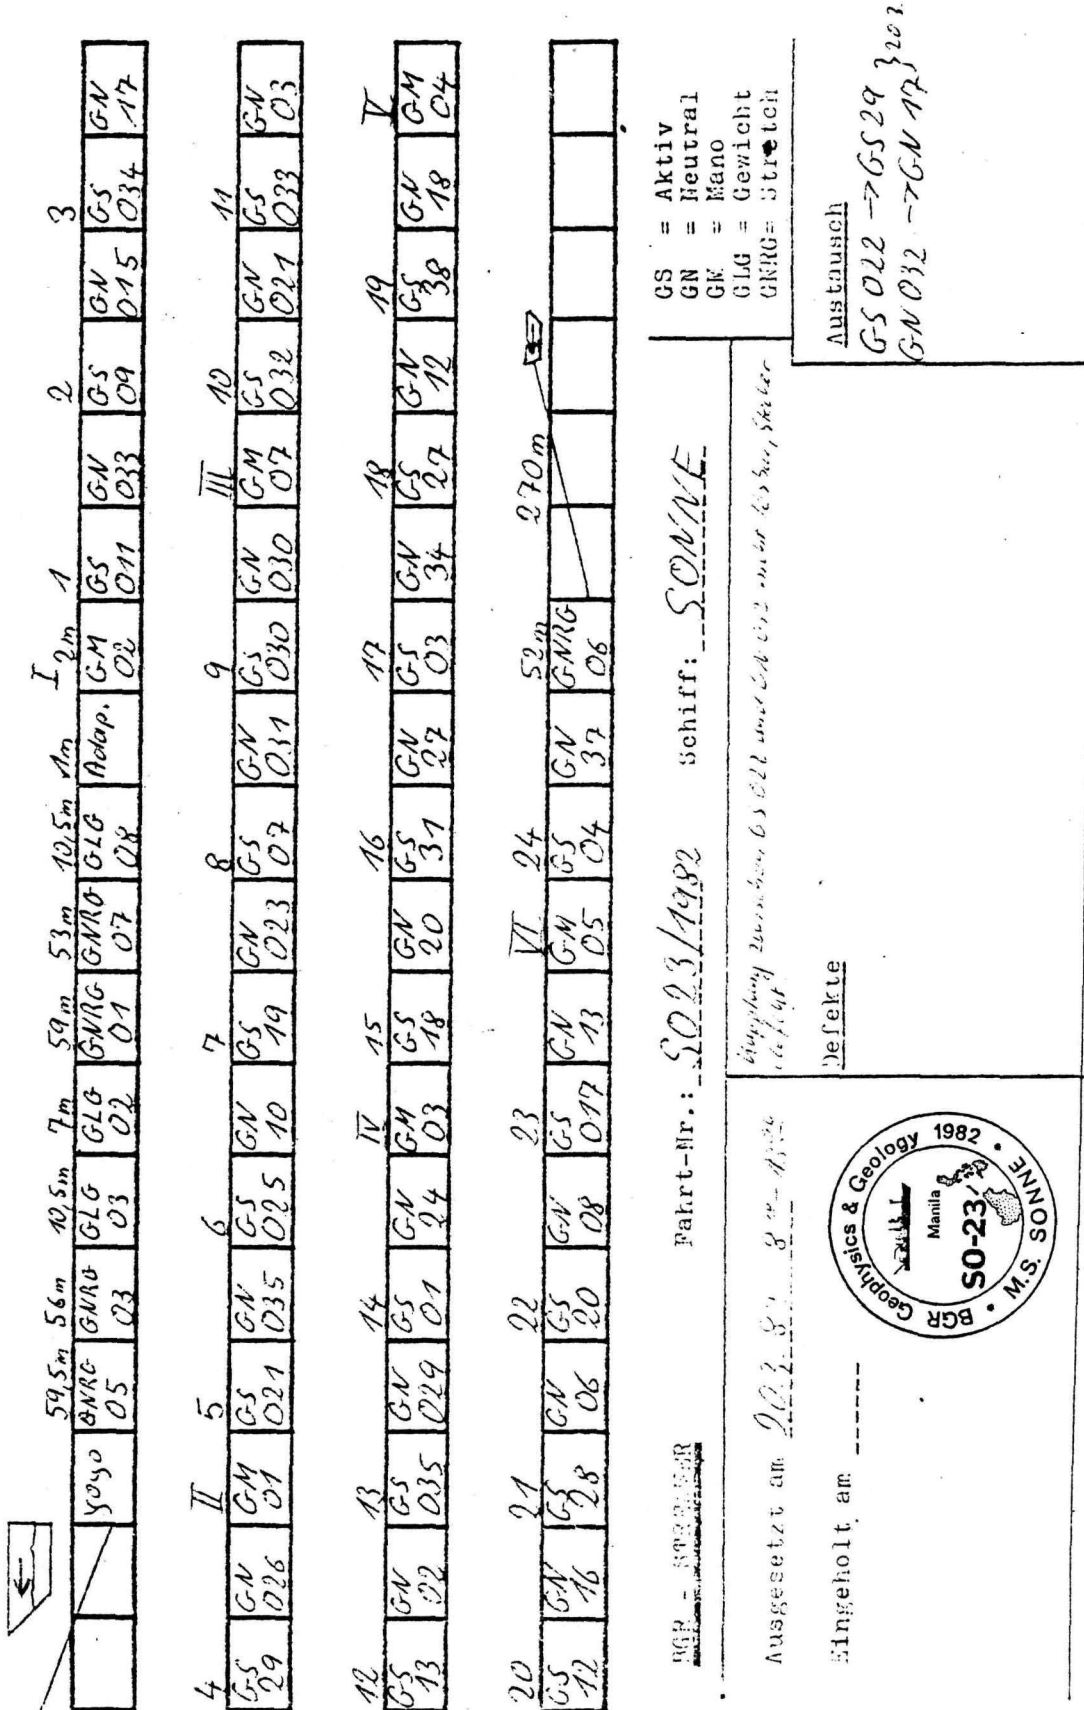 59,5m 56m 10,5m 7m 59m 53m 10,5m 1m I 2m 1 2 3
yoyo GNRG 05 GNRG 03 GLG 03 GLG 02 GNRG 01 GNRG 07 GLG 08 Adap. GM 02 GS 011 GN 033 GS 09 GN 015 GS 034 GN 17
4 II 5 6 7 8 9 III 10 11
GS 29 GN 026 GM 01 GS 021 GN 035 GS 025 GN 10 GS 19 GN 023 GS 07 GN 031 GS 030 GN 030 GM 07 GS 032 GN 021 GS 033 GN 03
12 13 14 IV 15 16 17 18 19 V
GS 13 GN 02 GS 035 GN 029 GS 01 GN 24 GM 03 GS 18 GN 20 GS 31 GN 27 GS 03 GN 34 GS 27 GN 12 GS 38 GN 18 GM 04
20 21 22 23 VI 24 52m 270m
GS 12 GN 16 GS 28 GN 06 GS 20 GN 08 GS 017 GN 13 GM 05 GS 04 GN 37 GNRG 06
BGR - STREAMER Fahrt-Nr.: SO23/1982 Schiff: SONNE
GS = Aktiv
GN = Neutral
GM = Mano
GLG = Gewicht
GNRG= Stretch
Ausgesetzt am
Kupplung zwischen GS 022 und GN 032
defekt
Eingeholt am
Defekte
Austausch
GS 022 → GS 29
GN 032 → GN 17 } 20 2
BGR Geophysics & Geology 1982 • M.S. SONNE •
Manila
SO-23/